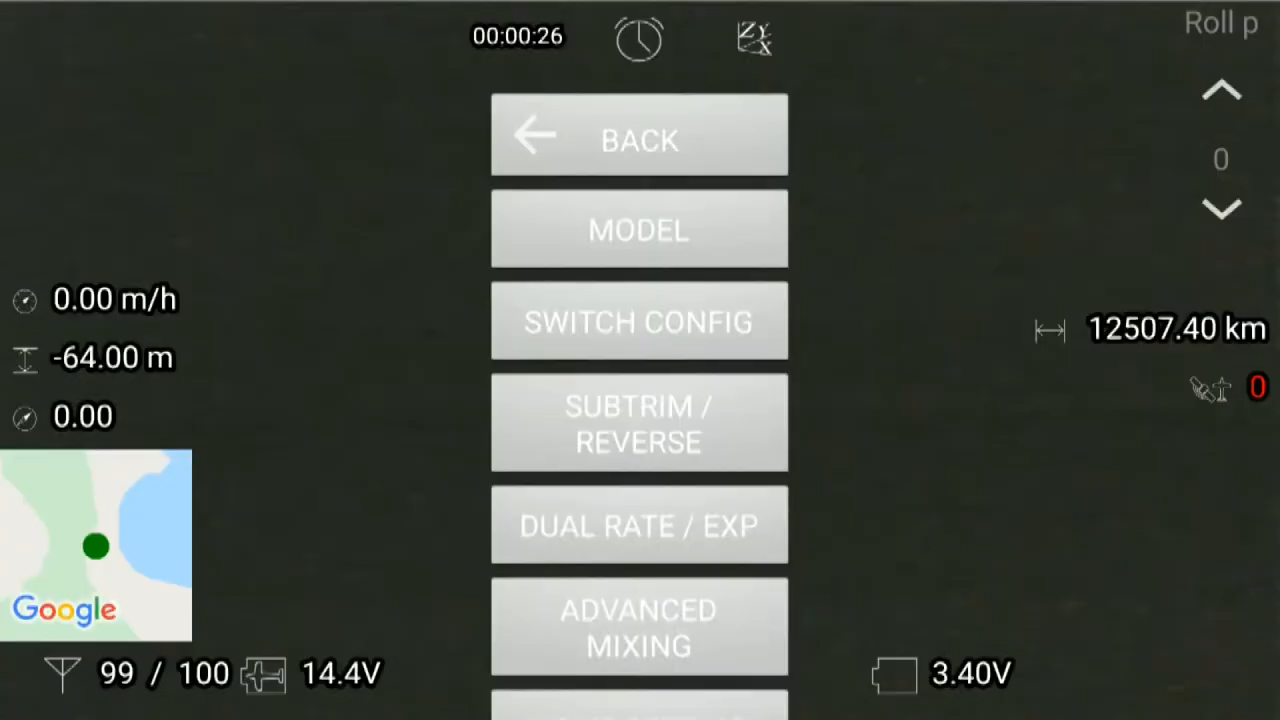 00:00:26
Roll p
0
BACK
MODEL
SWITCH CONFIG
SUBTRIM /
REVERSE
DUAL RATE / EXP
ADVANCED
MIXING
0.00 m/h
-64.00 m
0.00
12507.40 km
0
Google
99 / 100
14.4V
3.40V